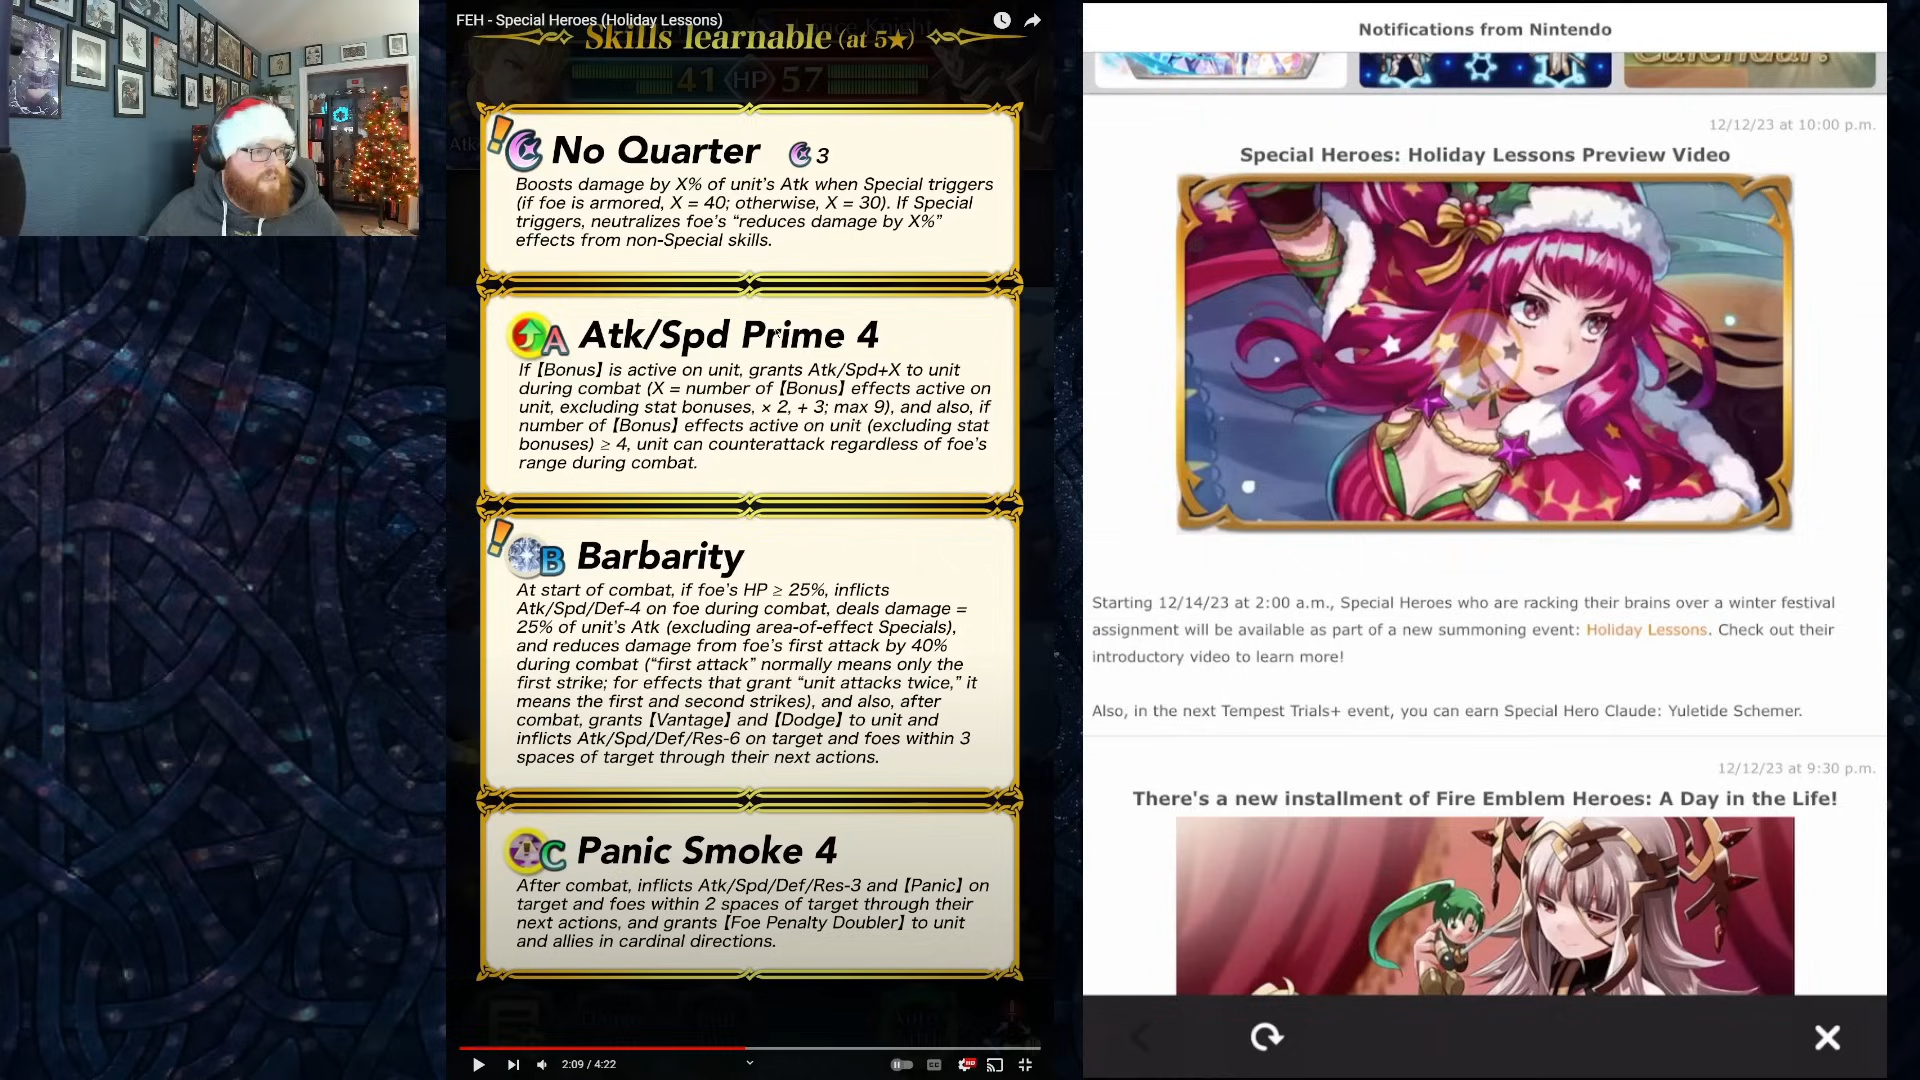 FEH - Special Heroes (Holiday Lessons)
Skills learnable (at 5★)
41 HP 57
No Quarter 3
Boosts damage by X% of unit's Atk when Special triggers
(if foe is armored, X = 40; otherwise, X = 30). If Special
triggers, neutralizes foe's “reduces damage by X%”
effects from non-Special skills.
A Atk/Spd Prime 4
If【Bonus】is active on unit, grants Atk/Spd+X to unit
during combat (X = number of【Bonus】effects active on
unit, excluding stat bonuses, × 2, + 3; max 9), and also, if
number of【Bonus】effects active on unit (excluding stat
bonuses) ≥ 4, unit can counterattack regardless of foe's
range during combat.
B Barbarity
At start of combat, if foe's HP ≥ 25%, inflicts
Atk/Spd/Def-4 on foe during combat, deals damage =
25% of unit's Atk (excluding area-of-effect Specials),
and reduces damage from foe's first attack by 40%
during combat (“first attack” normally means only the
first strike; for effects that grant “unit attacks twice,” it
means the first and second strikes), and also, after
combat, grants【Vantage】and【Dodge】to unit and
inflicts Atk/Spd/Def/Res-6 on target and foes within 3
spaces of target through their next actions.
C Panic Smoke 4
After combat, inflicts Atk/Spd/Def/Res-3 and【Panic】on
target and foes within 2 spaces of target through their
next actions, and grants【Foe Penalty Doubler】to unit
and allies in cardinal directions.
2:09 / 4:22
CC
HD
Notifications from Nintendo
12/12/23 at 10:00 p.m.
Special Heroes: Holiday Lessons Preview Video
Starting 12/14/23 at 2:00 a.m., Special Heroes who are racking their brains over a winter festival
assignment will be available as part of a new summoning event: Holiday Lessons. Check out their
introductory video to learn more!
Also, in the next Tempest Trials+ event, you can earn Special Hero Claude: Yuletide Schemer.
12/12/23 at 9:30 p.m.
There's a new installment of Fire Emblem Heroes: A Day in the Life!